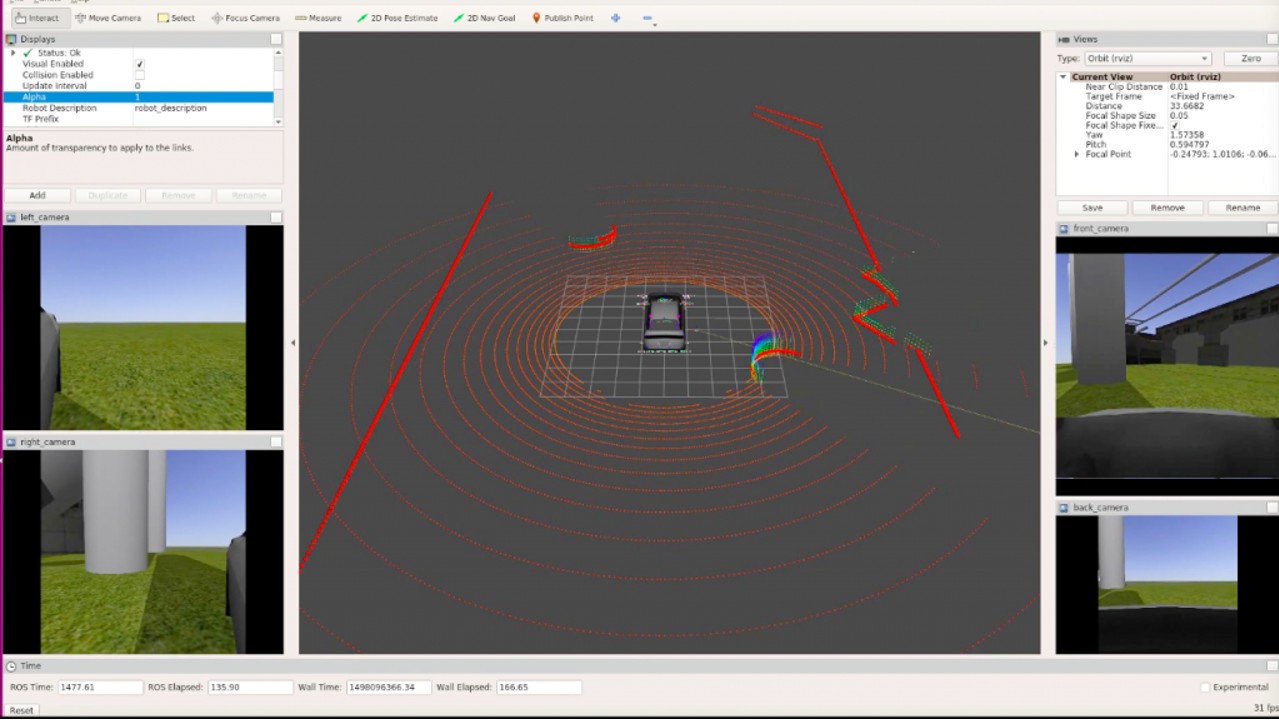 Interact Move Camera Select Focus Camera Measure 2D Pose Estimate 2D Nav Goal Publish Point
Displays
Status: Ok
Visual Enabled
Collision Enabled
Update Interval 0
Alpha 1
Robot Description robot_description
TF Prefix
Alpha
Amount of transparency to apply to the links.
Add Duplicate Remove Rename
left_camera
right_camera
Views
Type: Orbit (rviz) Zero
Current View Orbit (rviz)
Near Clip Distance 0.01
Target Frame <Fixed Frame>
Distance 33.6682
Focal Shape Size 0.05
Focal Shape Fixe...
Yaw 1.57358
Pitch 0.594797
Focal Point -0.24793; 1.0106; -0.06...
Save Remove Rename
front_camera
back_camera
Time
ROS Time: 1477.61 ROS Elapsed: 135.90 Wall Time: 1498096366.34 Wall Elapsed: 166.65 Experimental
Reset 31 fps